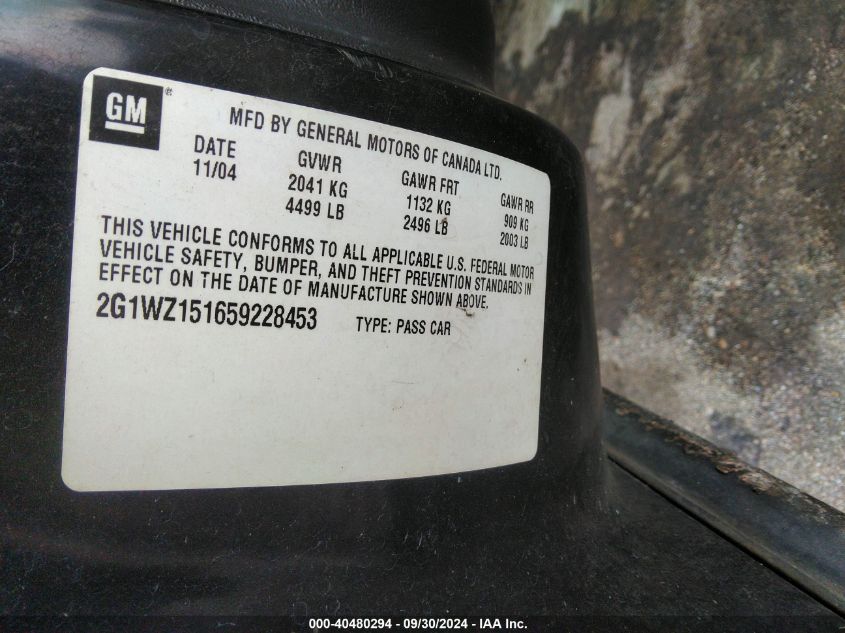 GM®
MFD BY GENERAL MOTORS OF CANADA LTD.
DATE GVWR GAWR FRT GAWR RR
11/04 2041 KG 1132 KG 909 KG
4499 LB 2496 LB 2003 LB
THIS VEHICLE CONFORMS TO ALL APPLICABLE U.S. FEDERAL MOTOR
VEHICLE SAFETY, BUMPER, AND THEFT PREVENTION STANDARDS IN
EFFECT ON THE DATE OF MANUFACTURE SHOWN ABOVE.
2G1WZ151659228453 TYPE: PASS CAR
000-40480294 - 09/30/2024 - IAA Inc.